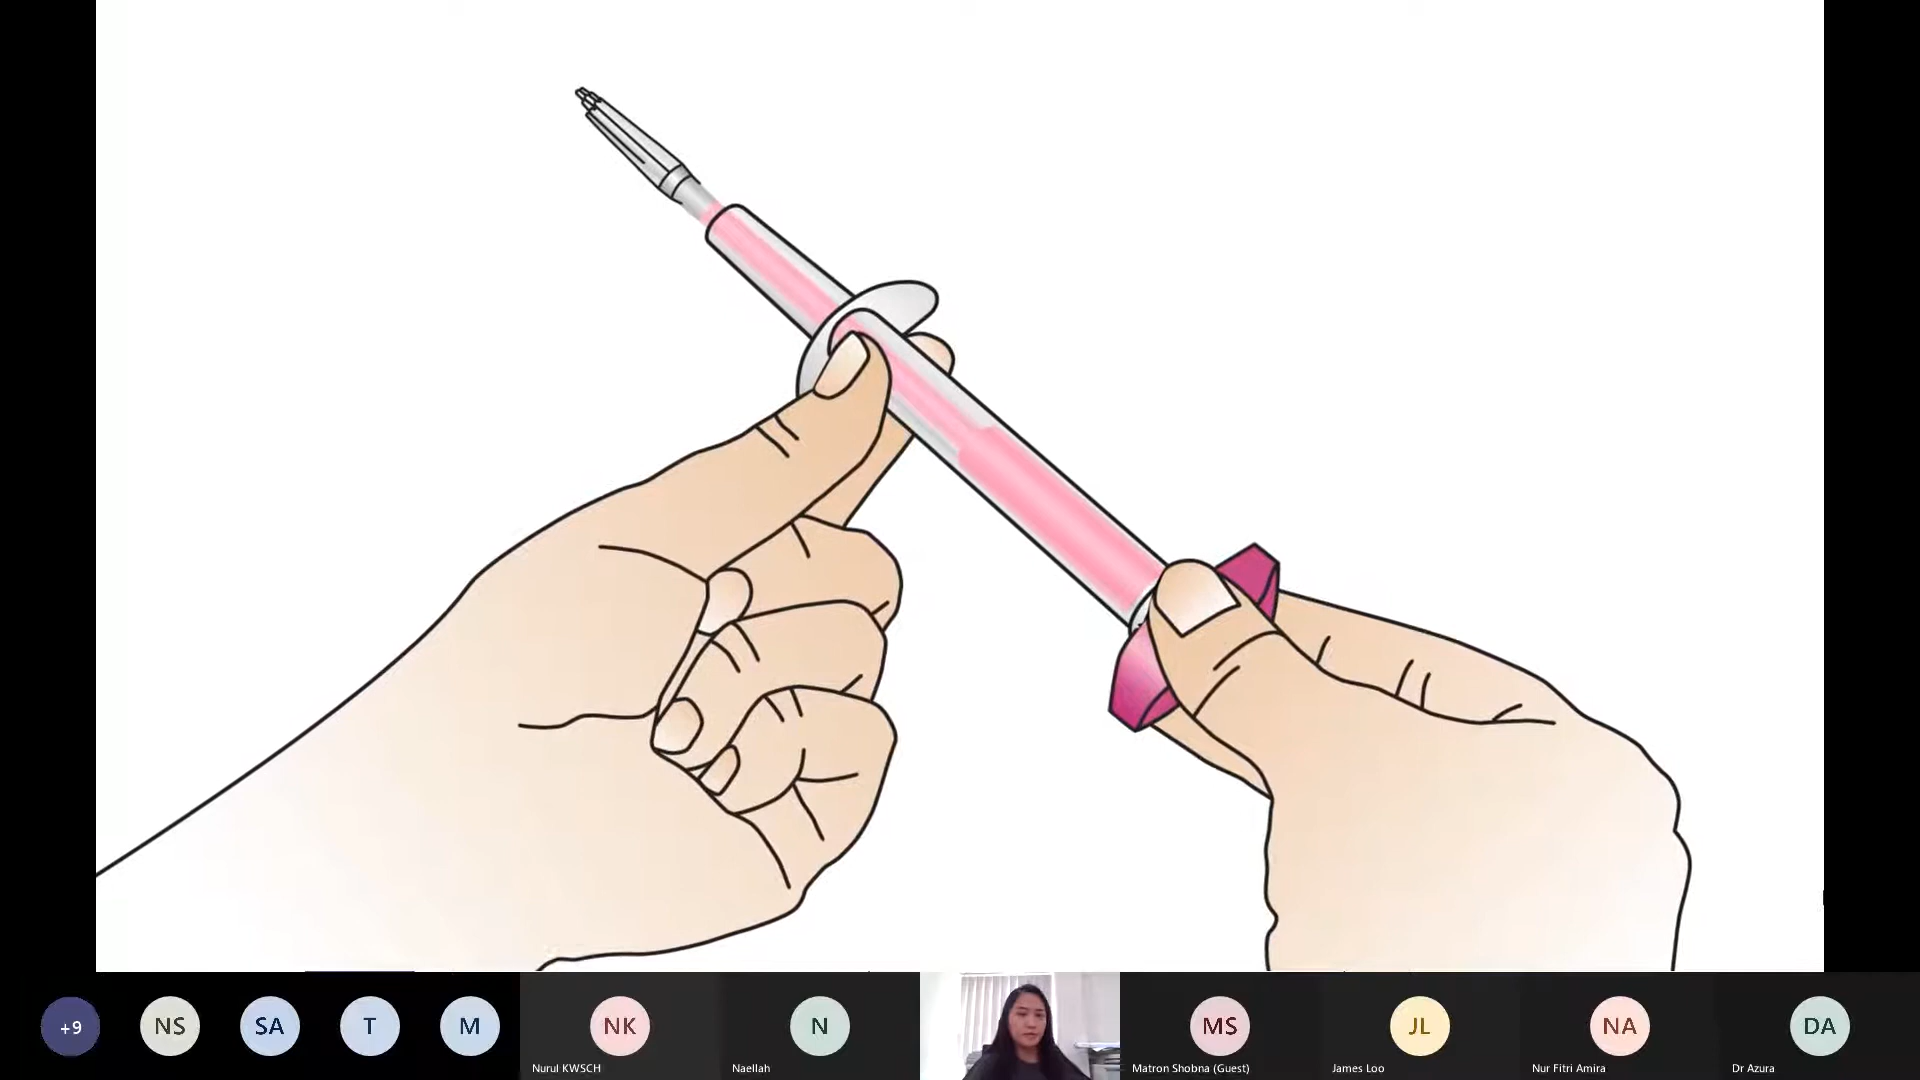 +9
NS
SA
T
M
NK
N
MS
JL
NA
DA
Nurul KWSCH
Naellah
Matron Shobna (Guest)
James Loo
Nur Fitri Amira
Dr Azura